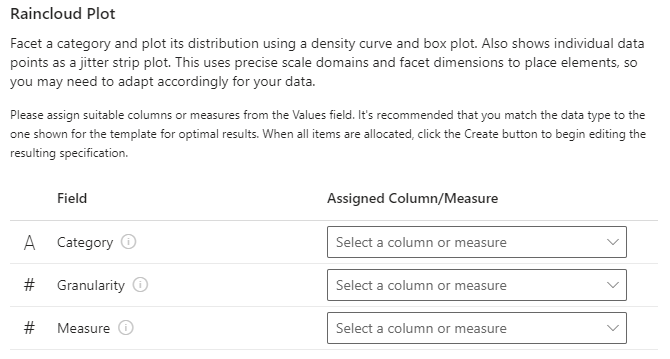 Raincloud Plot
Facet a category and plot its distribution using a density curve and box plot. Also shows individual data
points as a jitter strip plot. This uses precise scale domains and facet dimensions to place elements, so
you may need to adapt accordingly for your data.
Please assign suitable columns or measures from the Values field. It's recommended that you match the data type to the
one shown for the template for optimal results. When all items are allocated, click the Create button to begin editing the
resulting specification.
Field Assigned Column/Measure
A Category Select a column or measure
# Granularity Select a column or measure
# Measure Select a column or measure